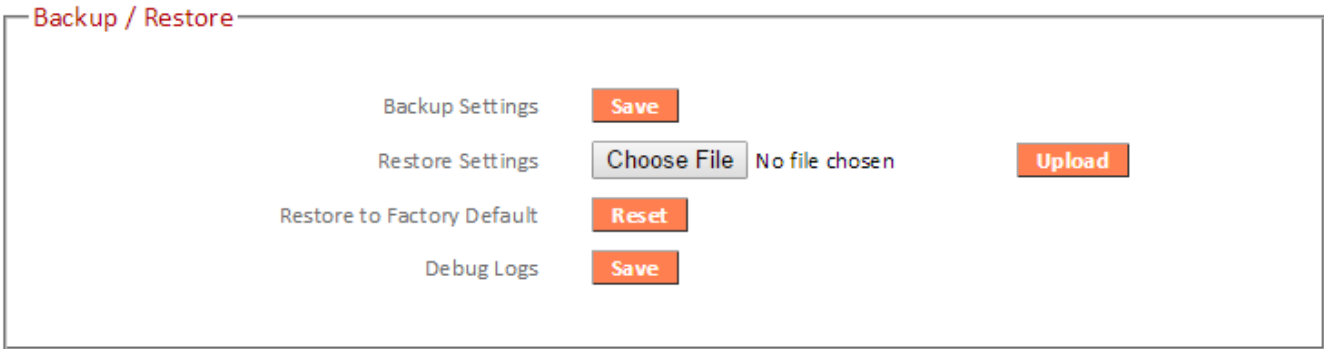 Backup / Restore
Backup Settings Save
Restore Settings Choose File No file chosen Upload
Restore to Factory Default Reset
Debug Logs Save